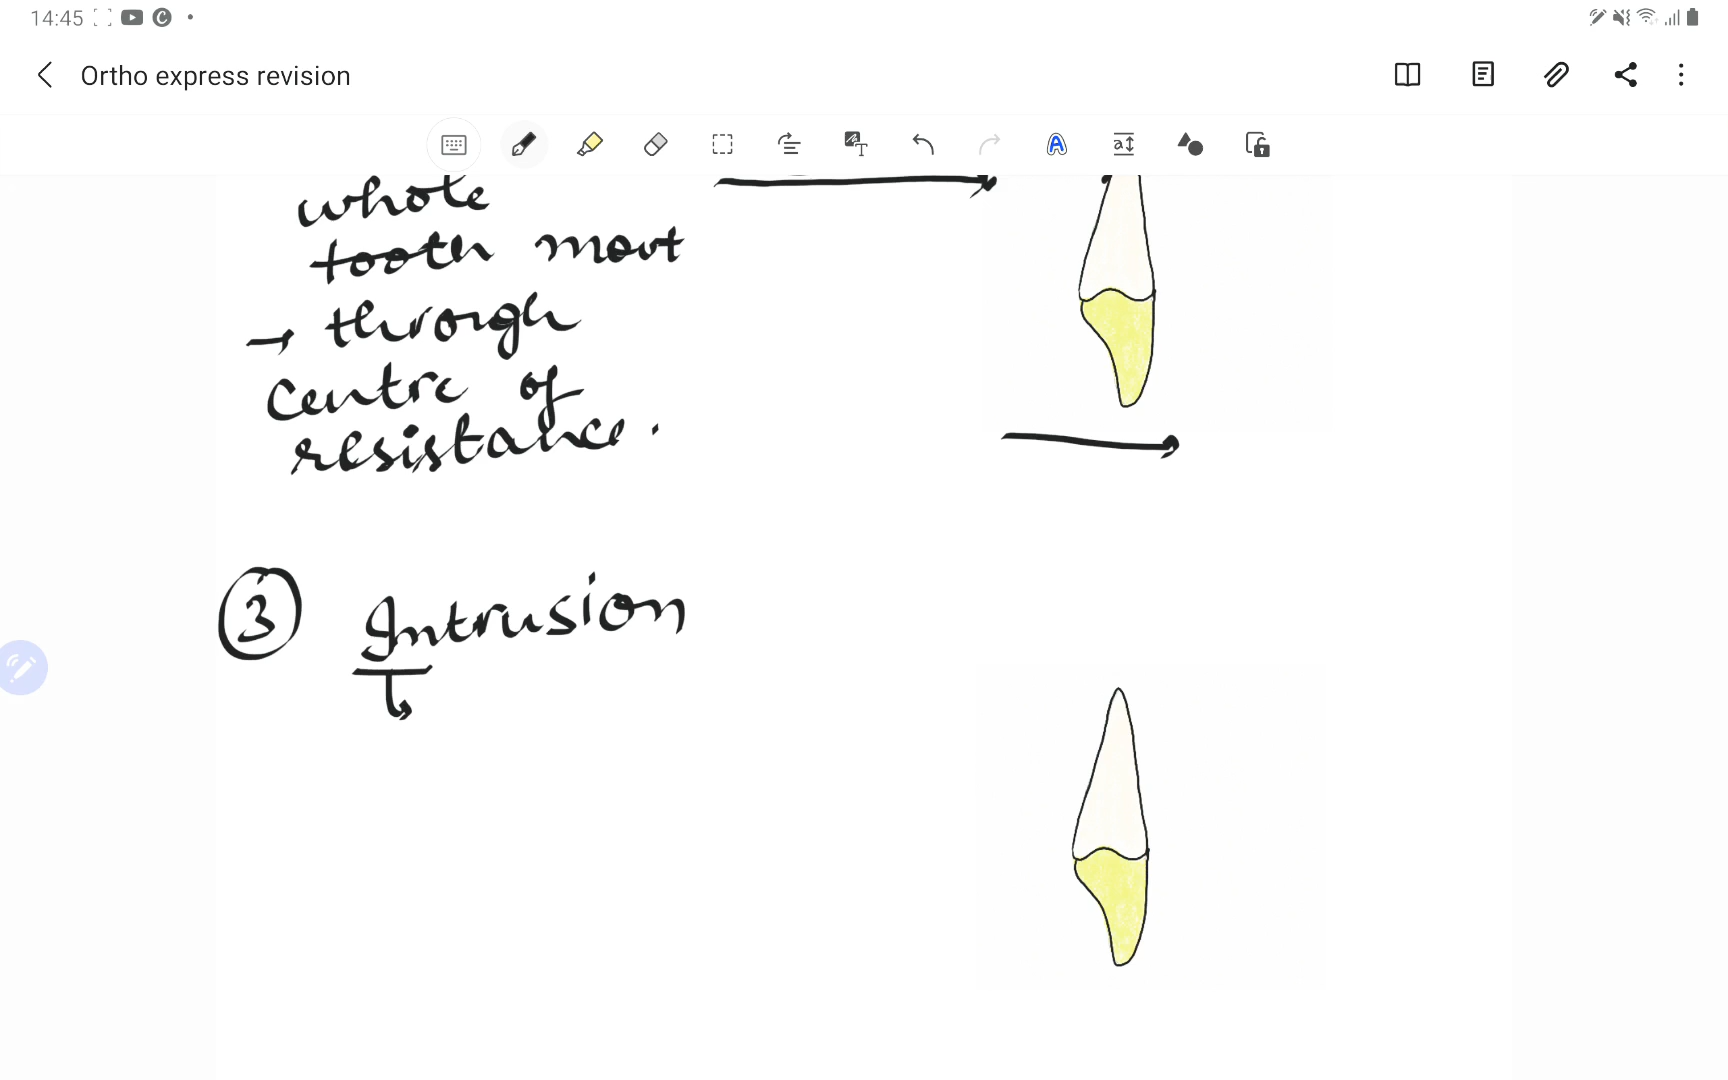 14:45
Ortho express revision
whole
tooth movt
→ through
Centre of
resistance.
③ Intrusion